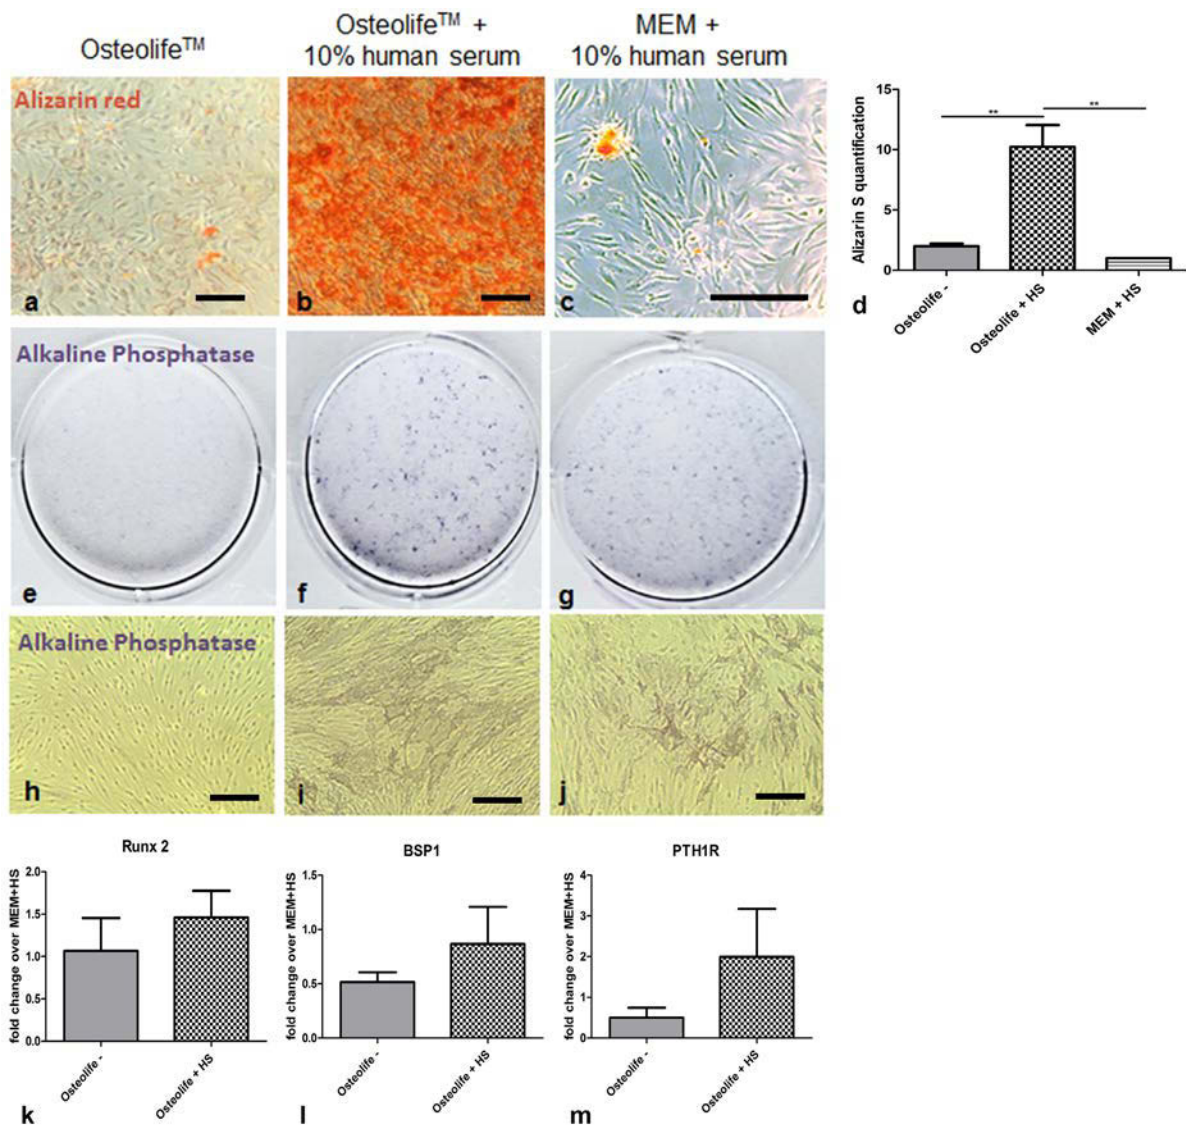 Osteolife™
Osteolife™ +
10% human serum
MEM +
10% human serum
Alizarin red
a
b
c
15
10
5
0
Alizarin S quantification
**
**
Osteolife -
Osteolife + HS
MEM + HS
d
Alkaline Phosphatase
e
f
g
Alkaline Phosphatase
h
i
j
Runx 2
2.0
1.5
1.0
0.5
0.0
fold change over MEM+HS
Osteolife -
Osteolife + HS
k
BSP1
1.5
1.0
0.5
0.0
fold change over MEM+HS
Osteolife -
Osteolife + HS
l
PTH1R
4
3
2
1
0
fold change over MEM+HS
Osteolife -
Osteolife + HS
m